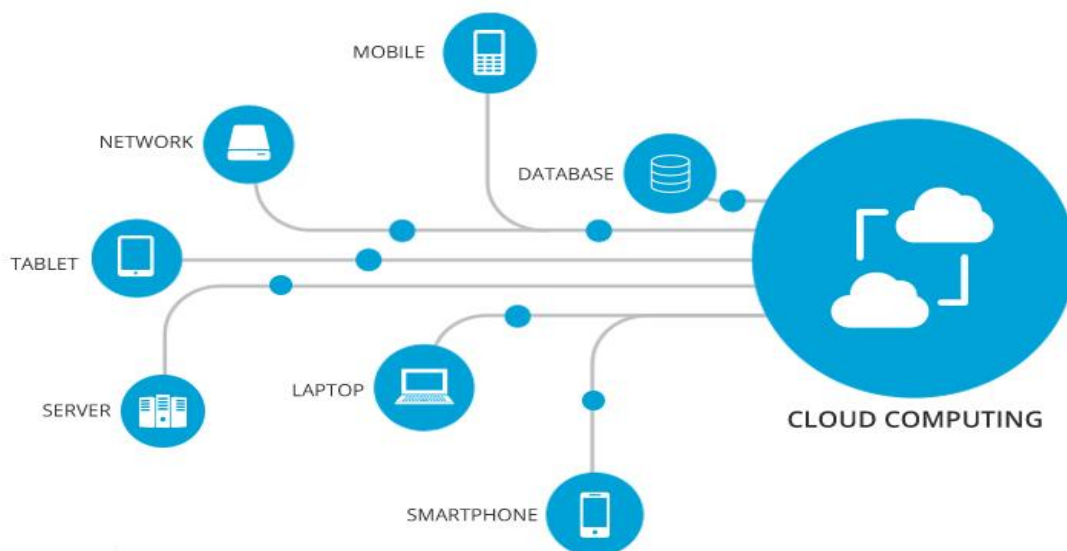 MOBILE
NETWORK
DATABASE
TABLET
LAPTOP
SERVER
CLOUD COMPUTING
SMARTPHONE